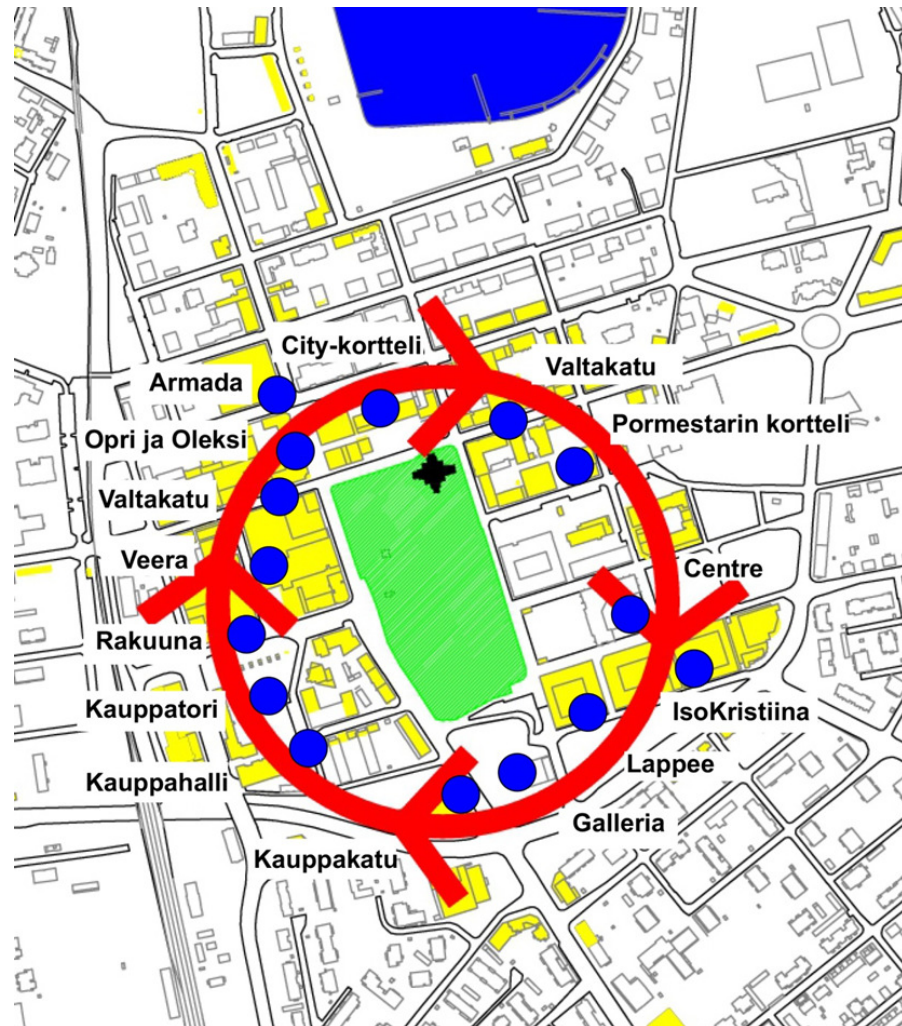 City-kortteli
Valtakatu
Armada
Pormestarin kortteli
Opri ja Oleksi
Valtakatu
Veera
Centre
Rakuuna
Kauppatori
IsoKristiina
Lappee
Kauppahalli
Galleria
Kauppakatu